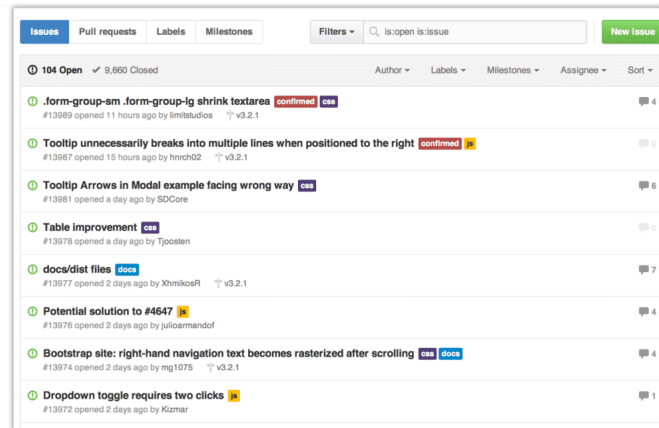 Issues Pull requests Labels Milestones Filters is:open is:issue New Issue
104 Open 9,660 Closed Author Labels Milestones Assignee Sort
.form-group-sm .form-group-lg shrink textarea confirmed css 4
#13989 opened 11 hours ago by limitstudios v3.2.1
Tooltip unnecessarily breaks into multiple lines when positioned to the right confirmed js 0
#13987 opened 15 hours ago by hnrch02 v3.2.1
Tooltip Arrows in Modal example facing wrong way css 6
#13981 opened a day ago by SDCore
Table improvement css 0
#13978 opened a day ago by Tjoosten
docs/dist files docs 7
#13977 opened 2 days ago by XhmikosR v3.2.1
Potential solution to #4647 js 4
#13976 opened 2 days ago by julioarmandof
Bootstrap site: right-hand navigation text becomes rasterized after scrolling css docs 4
#13974 opened 2 days ago by mg1075 v3.2.1
Dropdown toggle requires two clicks js 1
#13972 opened 2 days ago by Kizmar